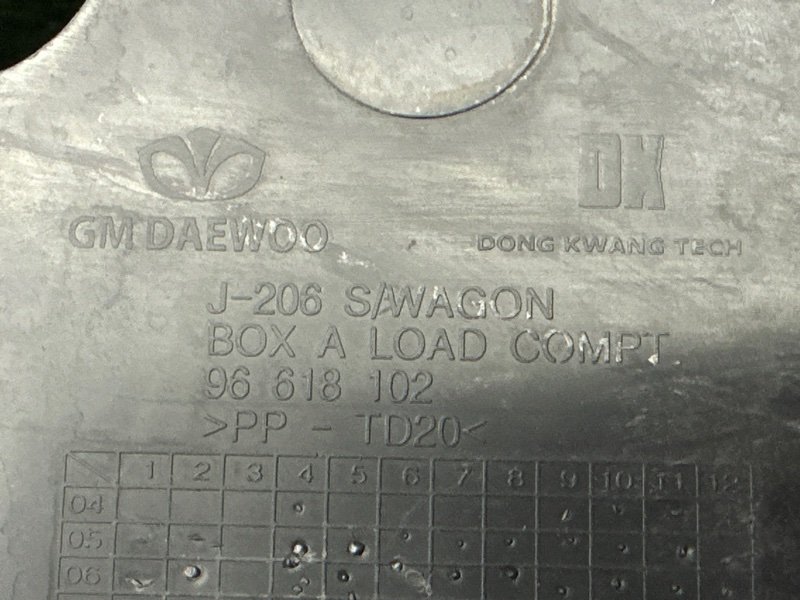 GM DAEWOO
DK
DONG KWANG TECH
J-206 S/WAGON
BOX A LOAD COMPT
96 618 102
>PP - TD20<
1 2 3 4 5 6 7 8 9 10 11 12
04
05
06